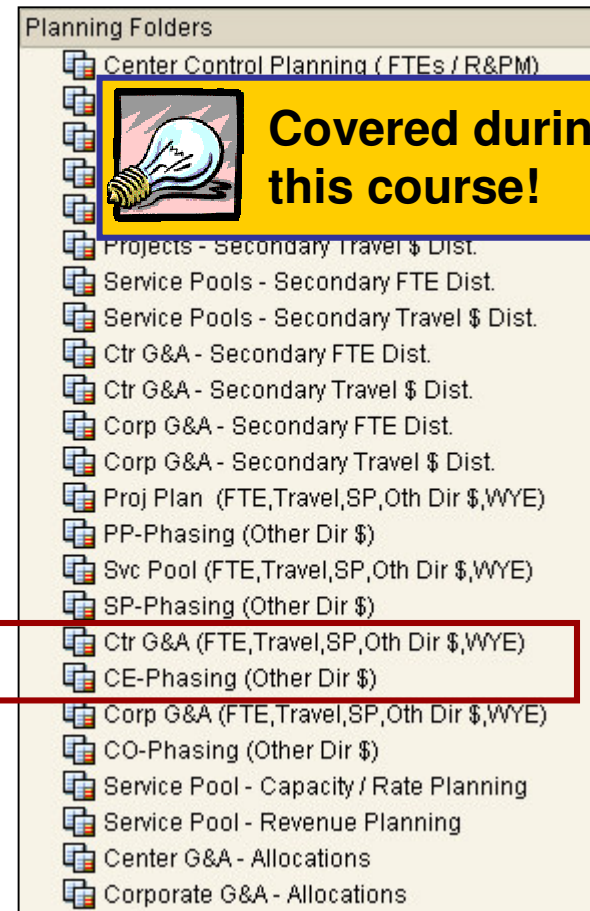 Planning Folders
Center Control Planning ( FTEs / R&PM)
Covered durin
this course!
Projects - Secondary Travel $ Dist.
Service Pools - Secondary FTE Dist.
Service Pools - Secondary Travel $ Dist.
Ctr G&A - Secondary FTE Dist.
Ctr G&A - Secondary Travel $ Dist.
Corp G&A - Secondary FTE Dist.
Corp G&A - Secondary Travel $ Dist.
Proj Plan (FTE,Travel,SP,Oth Dir $,WYE)
PP-Phasing (Other Dir $)
Svc Pool (FTE,Travel,SP,Oth Dir $,WYE)
SP-Phasing (Other Dir $)
Ctr G&A (FTE,Travel,SP,Oth Dir $,WYE)
CE-Phasing (Other Dir $)
Corp G&A (FTE,Travel,SP,Oth Dir $,WYE)
CO-Phasing (Other Dir $)
Service Pool - Capacity / Rate Planning
Service Pool - Revenue Planning
Center G&A - Allocations
Corporate G&A - Allocations